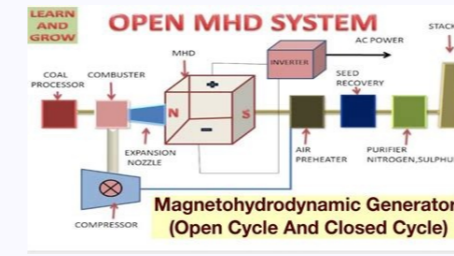 LEARN
AND
GROW
OPEN MHD SYSTEM
STACK
AC POWER
MHD
INVERTER
COAL
PROCESSOR
COMBUSTER
SEED
RECOVERY
+
N
S
-
EXPANSION
NOZZLE
AIR
PREHEATER
PURIFIER
NITROGEN,SULPHU
COMPRESSOR
Magnetohydrodynamic Generator
(Open Cycle And Closed Cycle)